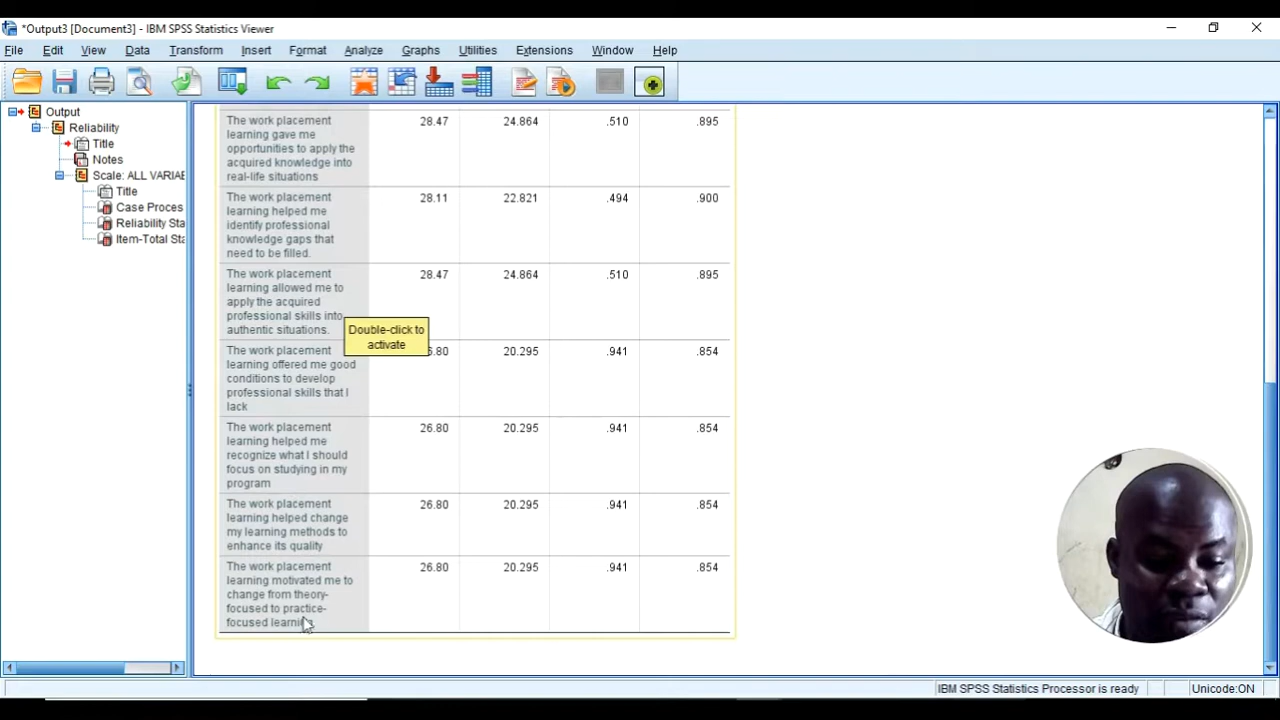 *Output3 [Document3] - IBM SPSS Statistics Viewer
File Edit View Data Transform Insert Format Analyze Graphs Utilities Extensions Window Help
Output
Reliability
Title
Notes
Scale: ALL VARIAB
Title
Case Proces
Reliability Sta
Item-Total Sta
The work placement 28.47 24.864 .510 .895
learning gave me
opportunities to apply the
acquired knowledge into
real-life situations
The work placement 28.11 22.821 .494 .900
learning helped me
identify professional
knowledge gaps that
need to be filled.
The work placement 28.47 24.864 .510 .895
learning allowed me to
apply the acquired
professional skills into
authentic situations.
Double-click to
activate
The work placement 6.80 20.295 .941 .854
learning offered me good
conditions to develop
professional skills that I
lack
The work placement 26.80 20.295 .941 .854
learning helped me
recognize what I should
focus on studying in my
program
The work placement 26.80 20.295 .941 .854
learning helped change
my learning methods to
enhance its quality
The work placement 26.80 20.295 .941 .854
learning motivated me to
change from theory-
focused to practice-
focused learning
IBM SPSS Statistics Processor is ready Unicode:ON